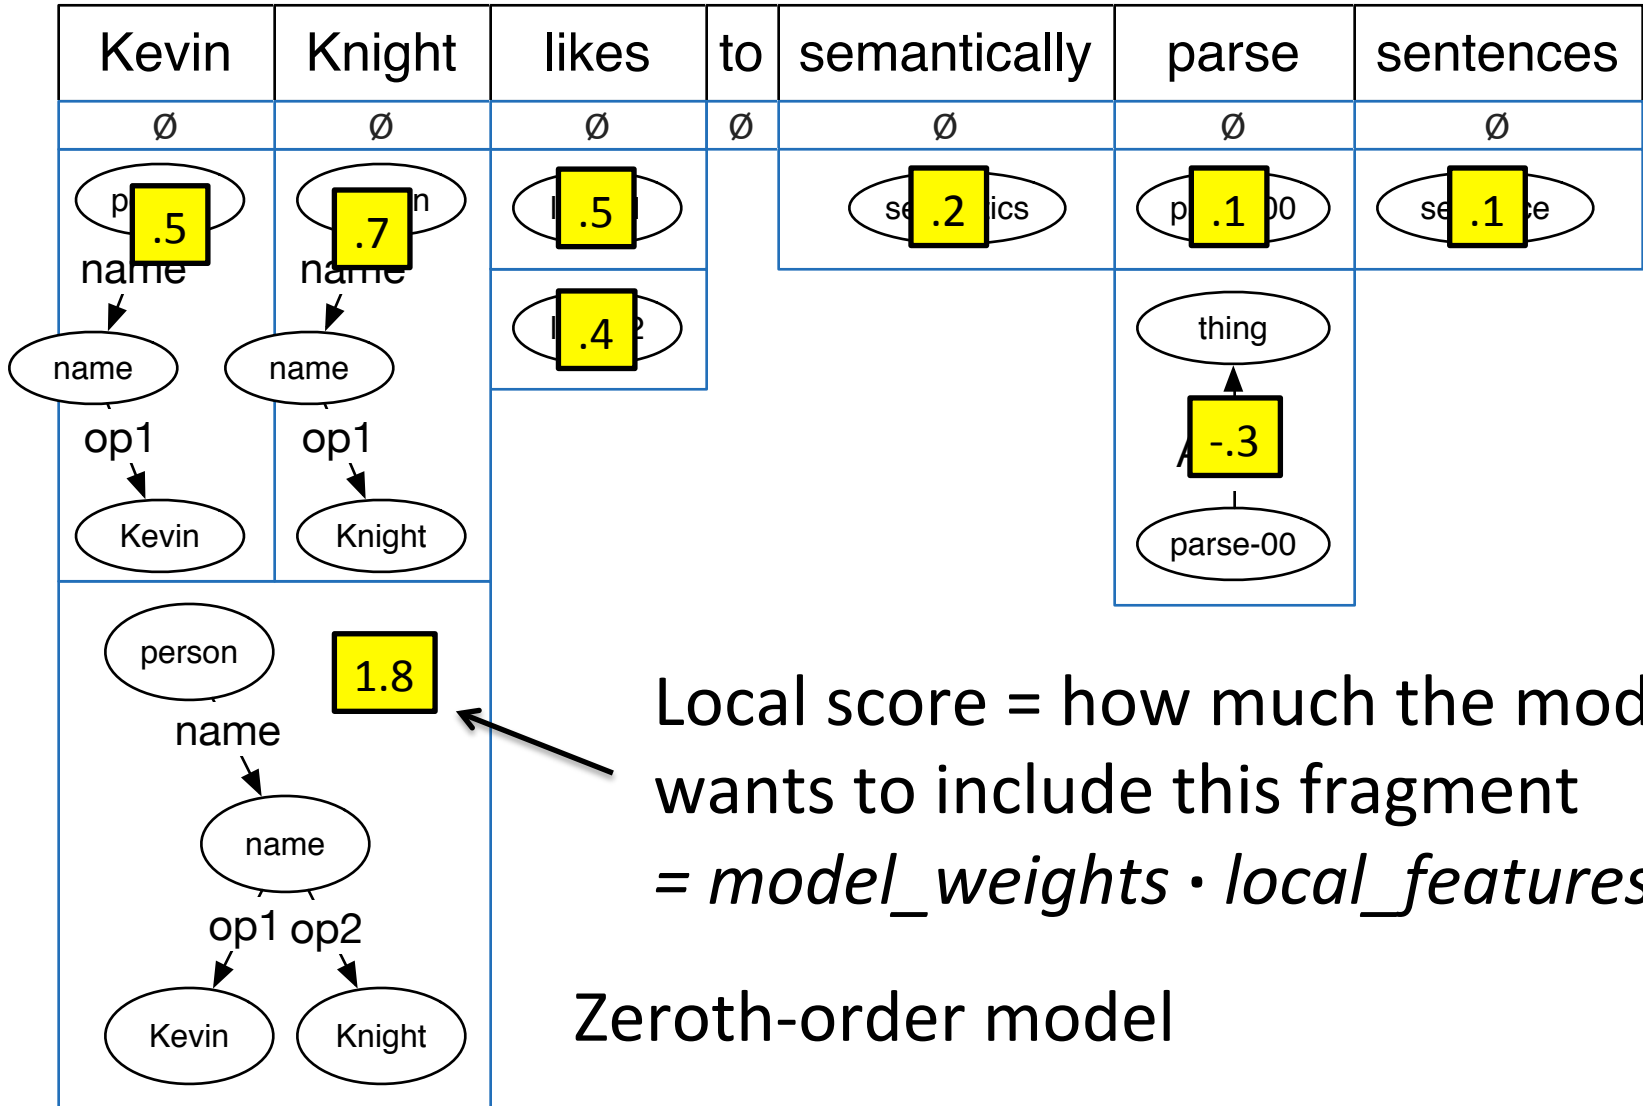 Kevin Knight likes to semantically parse sentences
Ø Ø Ø Ø Ø Ø Ø
.5 .7 .5 .2 .1 .1
name name
.4 thing
name name
op1 op1 -.3
Kevin Knight parse-00
person 1.8
name
name
op1 op2
Kevin Knight
Local score = how much the mod
wants to include this fragment
= model_weights · local_features
Zeroth-order model